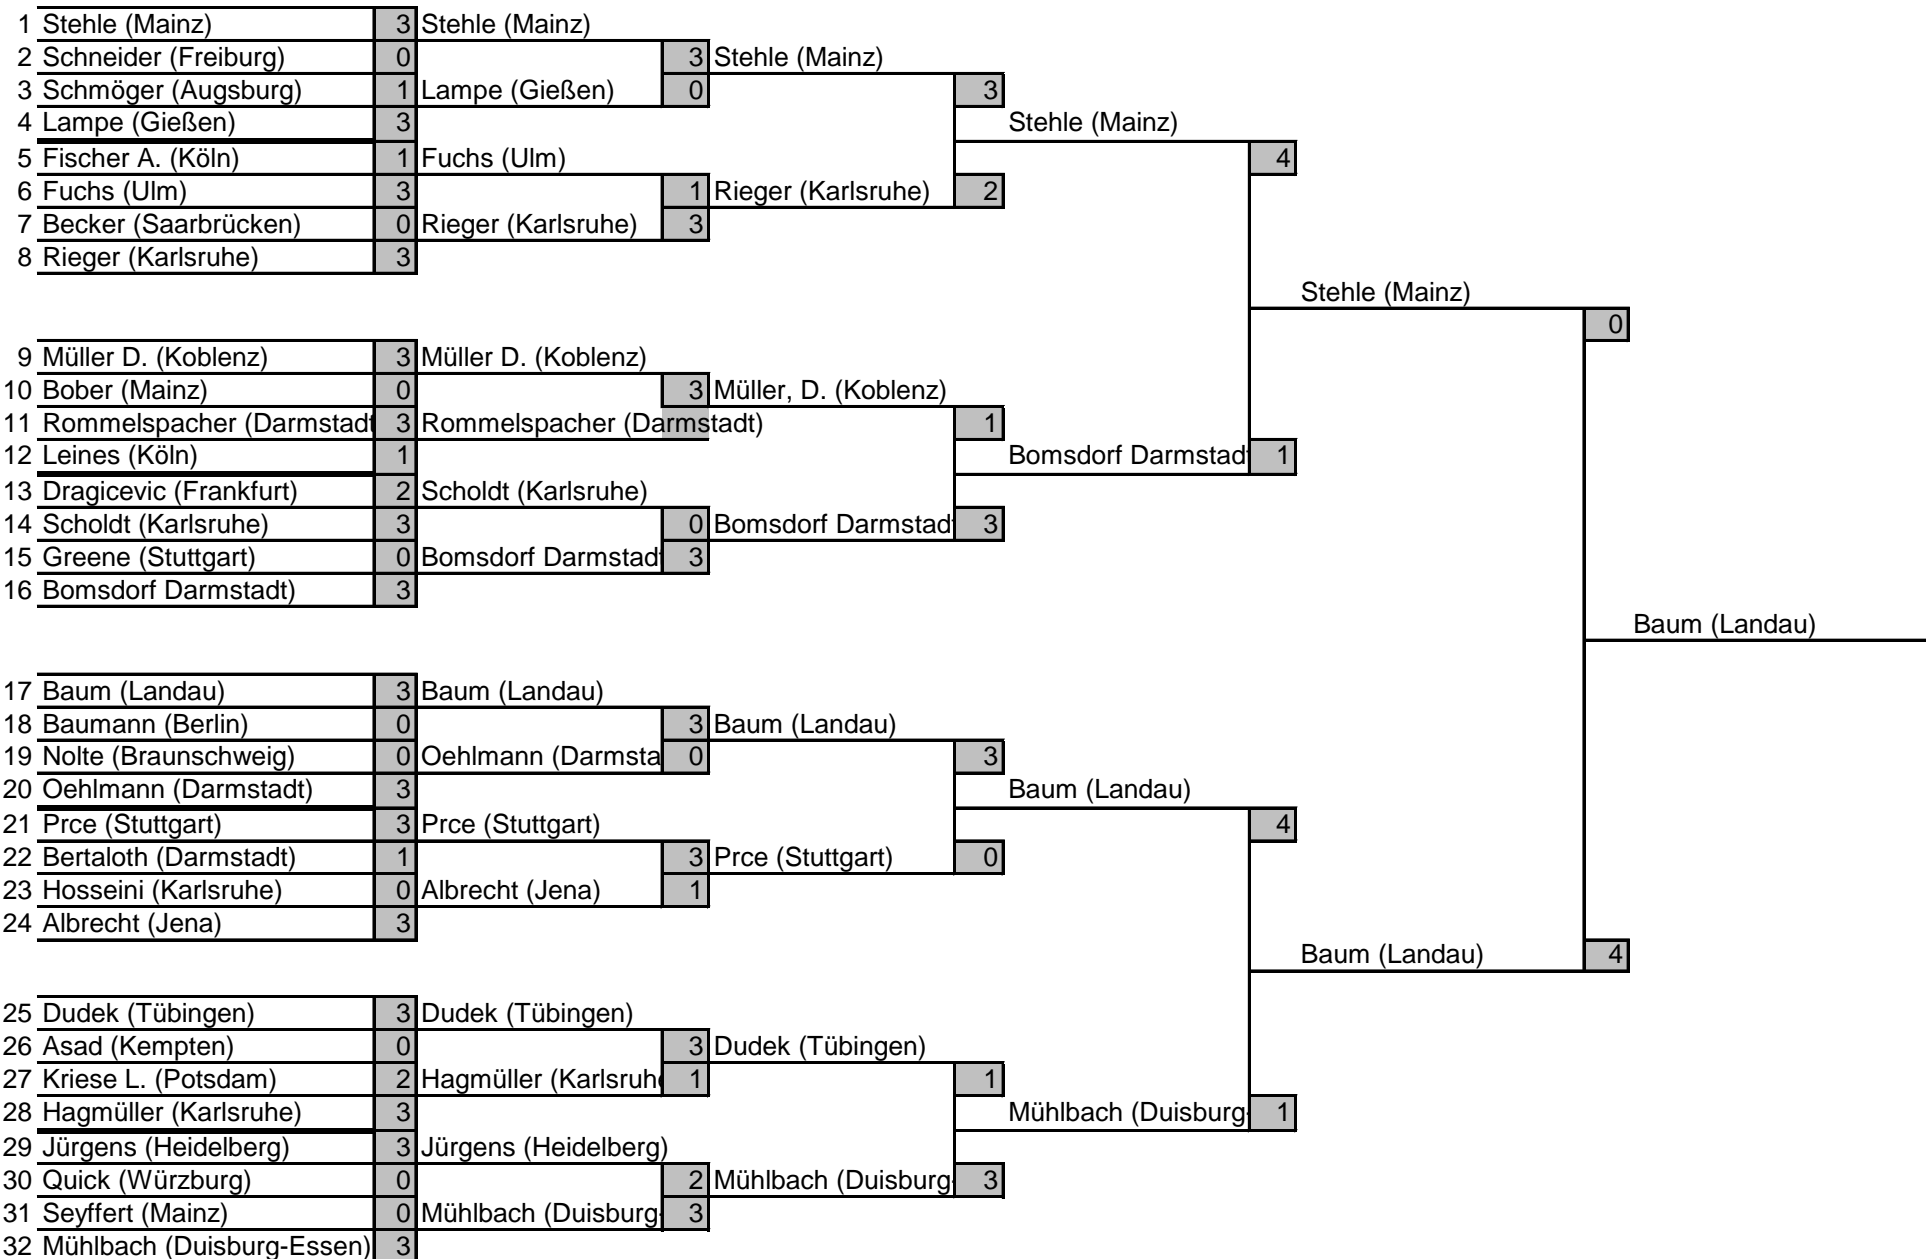 1 Stehle (Mainz) 3 Stehle (Mainz)
2 Schneider (Freiburg) 0 3 Stehle (Mainz)
3 Schmöger (Augsburg) 1 Lampe (Gießen) 0 3
4 Lampe (Gießen) 3 Stehle (Mainz)
5 Fischer A. (Köln) 1 Fuchs (Ulm) 4
6 Fuchs (Ulm) 3 1 Rieger (Karlsruhe) 2
7 Becker (Saarbrücken) 0 Rieger (Karlsruhe) 3
8 Rieger (Karlsruhe) 3
Stehle (Mainz)
0
9 Müller D. (Koblenz) 3 Müller D. (Koblenz)
10 Bober (Mainz) 0 3 Müller, D. (Koblenz)
11 Rommelspacher (Darmstadt 3 Rommelspacher (Darmstadt) 1
12 Leines (Köln) 1 Bomsdorf Darmstad 1
13 Dragicevic (Frankfurt) 2 Scholdt (Karlsruhe)
14 Scholdt (Karlsruhe) 3 0 Bomsdorf Darmstad 3
15 Greene (Stuttgart) 0 Bomsdorf Darmstad 3
16 Bomsdorf Darmstadt) 3
Baum (Landau)
17 Baum (Landau) 3 Baum (Landau)
18 Baumann (Berlin) 0 3 Baum (Landau)
19 Nolte (Braunschweig) 0 Oehlmann (Darmsta 0 3
20 Oehlmann (Darmstadt) 3 Baum (Landau)
21 Prce (Stuttgart) 3 Prce (Stuttgart) 4
22 Bertaloth (Darmstadt) 1 3 Prce (Stuttgart) 0
23 Hosseini (Karlsruhe) 0 Albrecht (Jena) 1
24 Albrecht (Jena) 3
Baum (Landau) 4
25 Dudek (Tübingen) 3 Dudek (Tübingen)
26 Asad (Kempten) 0 3 Dudek (Tübingen)
27 Kriese L. (Potsdam) 2 Hagmüller (Karlsruh 1 1
28 Hagmüller (Karlsruhe) 3 Mühlbach (Duisburg- 1
29 Jürgens (Heidelberg) 3 Jürgens (Heidelberg)
30 Quick (Würzburg) 0 2 Mühlbach (Duisburg- 3
31 Seyffert (Mainz) 0 Mühlbach (Duisburg- 3
32 Mühlbach (Duisburg-Essen) 3